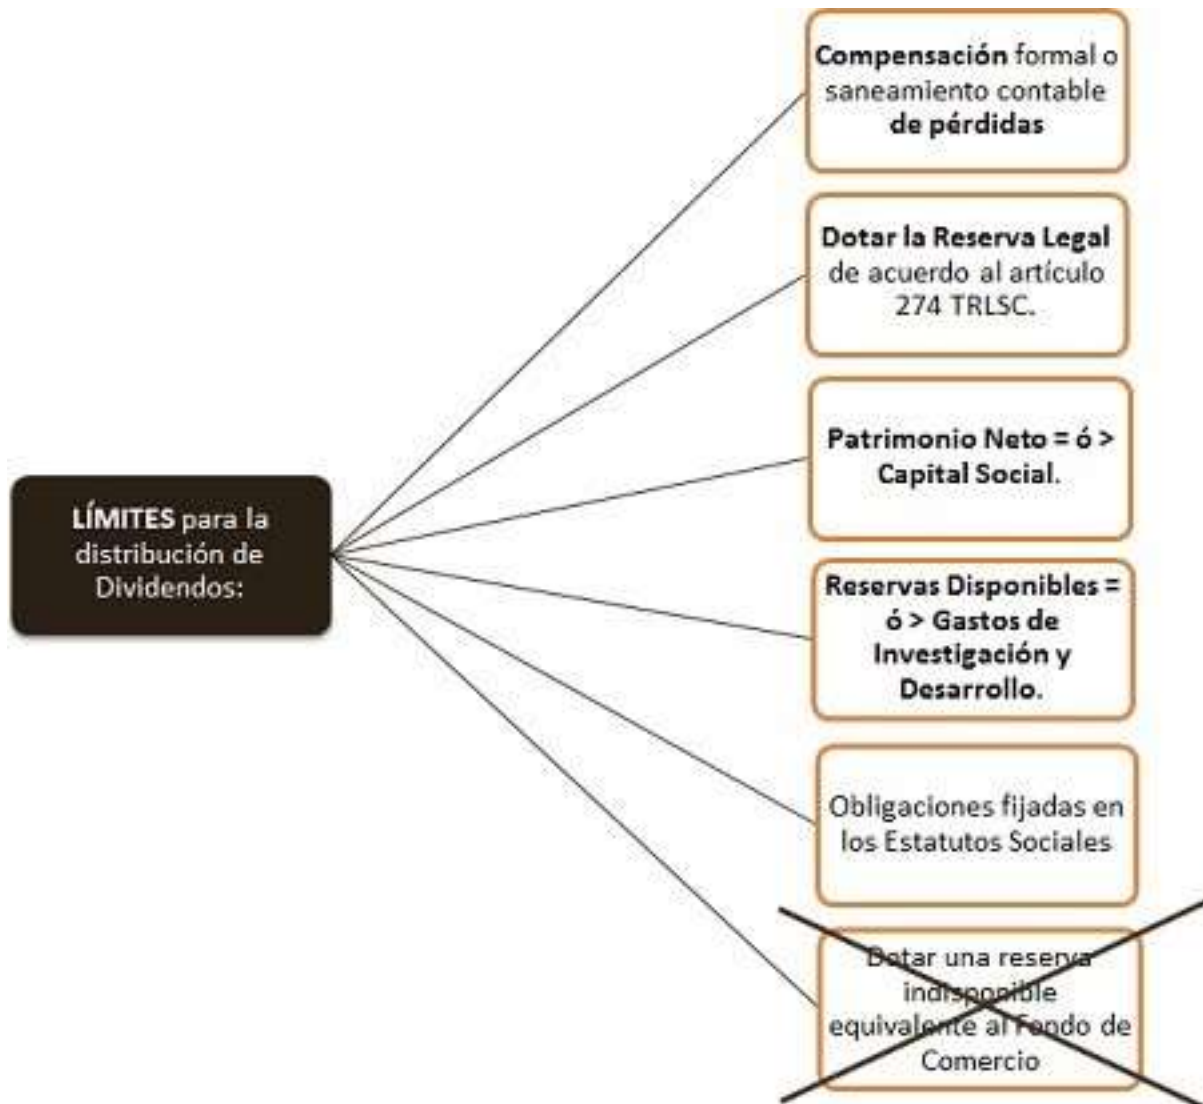 LÍMITES para la
distribución de
Dividendos:
Compensación formal o
saneamiento contable
de pérdidas
Dotar la Reserva Legal
de acuerdo al artículo
274 TRLSC.
Patrimonio Neto = ó >
Capital Social.
Reservas Disponibles =
ó > Gastos de
Investigación y
Desarrollo.
Obligaciones fijadas en
los Estatutos Sociales
Dotar una reserva
indisponible
equivalente al Fondo de
Comercio